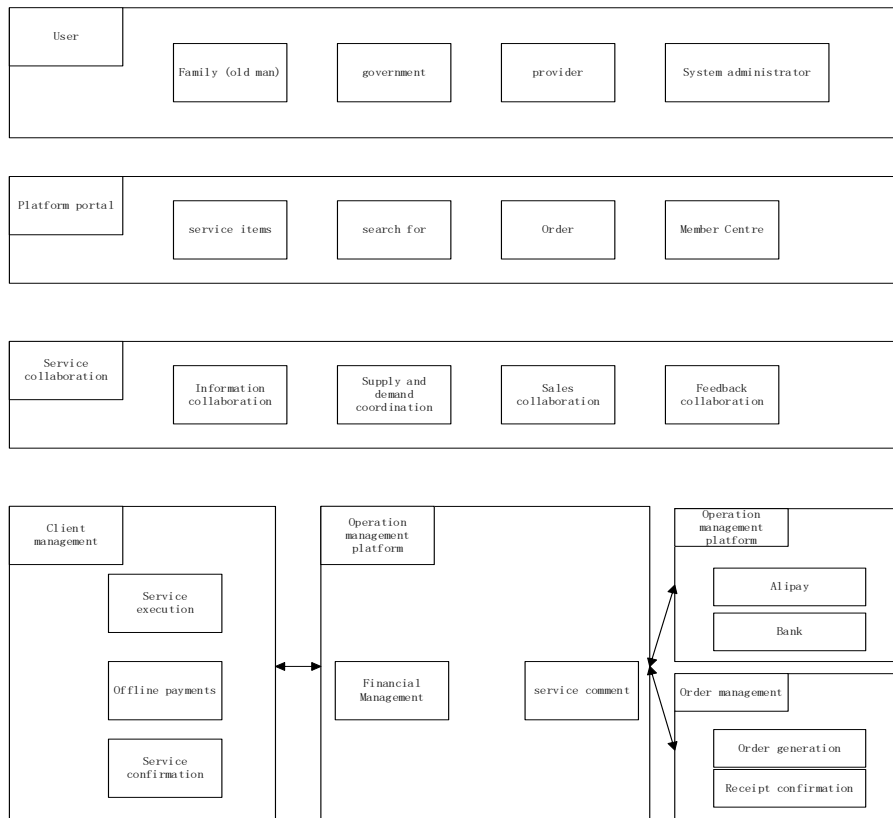 User
Family (old man)
government
provider
System administrator
Platform portal
service items
search for
Order
Member Centre
Service
collaboration
Information
collaboration
Supply and
demand
coordination
Sales
collaboration
Feedback
collaboration
Client
management
Service
execution
Offline payments
Service
confirmation
Operation
management
platform
Financial
Management
service comment
Operation
management
platform
Alipay
Bank
Order management
Order generation
Receipt confirmation